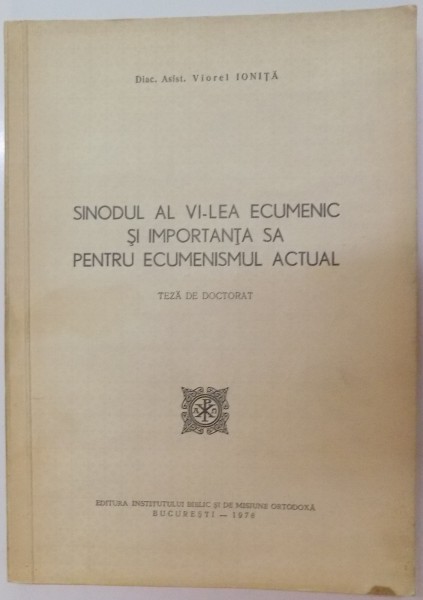 Diac. Asist. Viorel IONIȚĂ
SINODUL AL VI-LEA ECUMENIC
ȘI IMPORTANȚA SA
PENTRU ECUMENISMUL ACTUAL
TEZĂ DE DOCTORAT
EDITURA INSTITUTULUI BIBLIC ȘI DE MISIUNE ORTODOXĂ
BUCUREȘTI — 1976